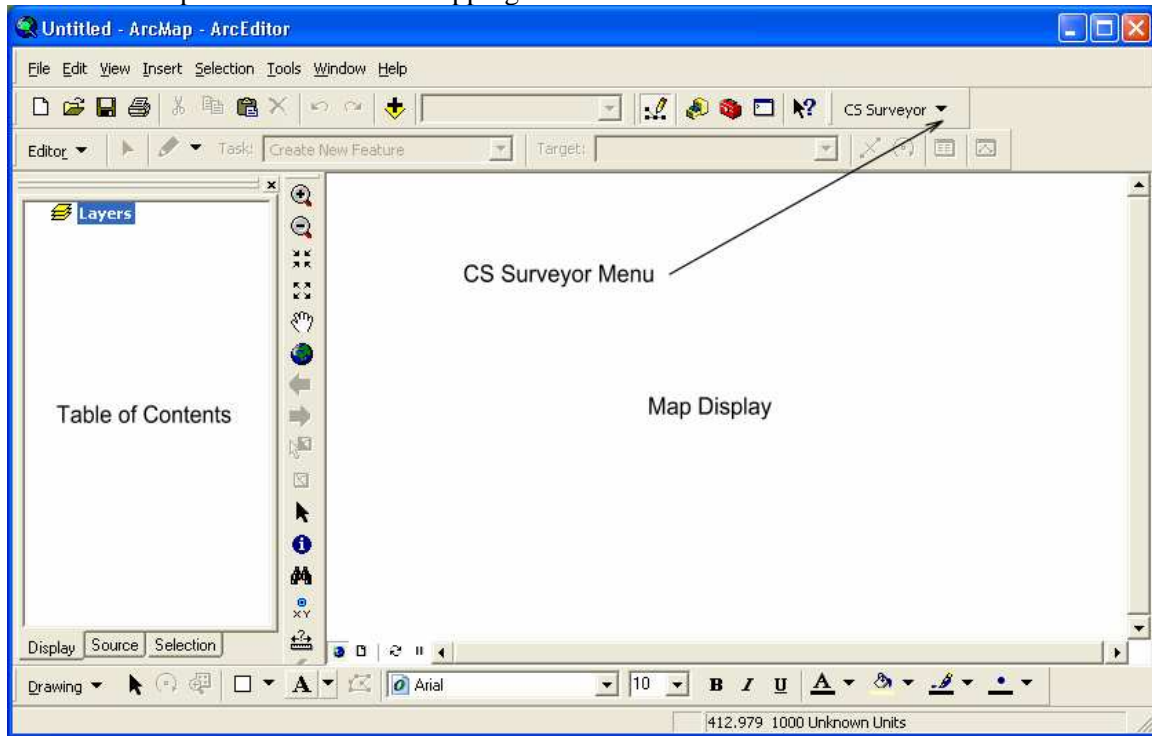 Untitled - ArcMap - ArcEditor
File Edit View Insert Selection Tools Window Help
CS Surveyor
Editor Task: Create New Feature Target:
Layers
CS Surveyor Menu
Table of Contents
Map Display
XY
Display Source Selection
Drawing A Arial 10 B I U A
412.979 1000 Unknown Units